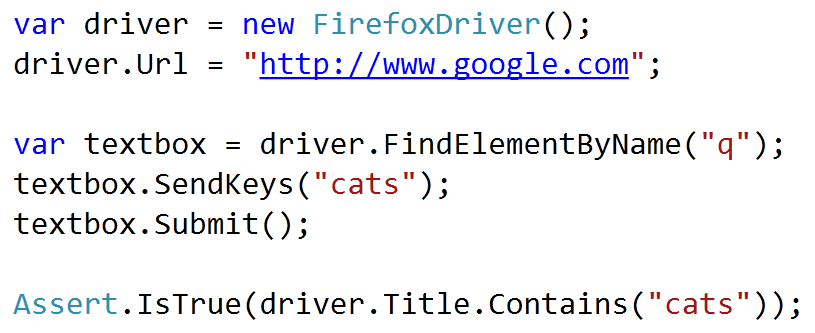 var driver = new FirefoxDriver();
driver.Url = "http://www.google.com";
var textbox = driver.FindElementByName("q");
textbox.SendKeys("cats");
textbox.Submit();
Assert.IsTrue(driver.Title.Contains("cats"));